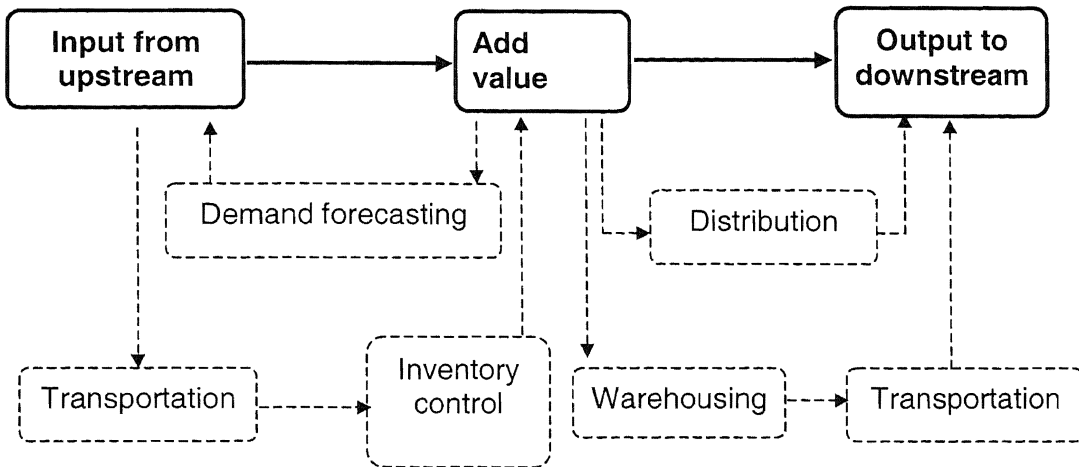 Input from
upstream
Add
value
Output to
downstream
Demand forecasting
Distribution
Transportation
Inventory
control
Warehousing
Transportation